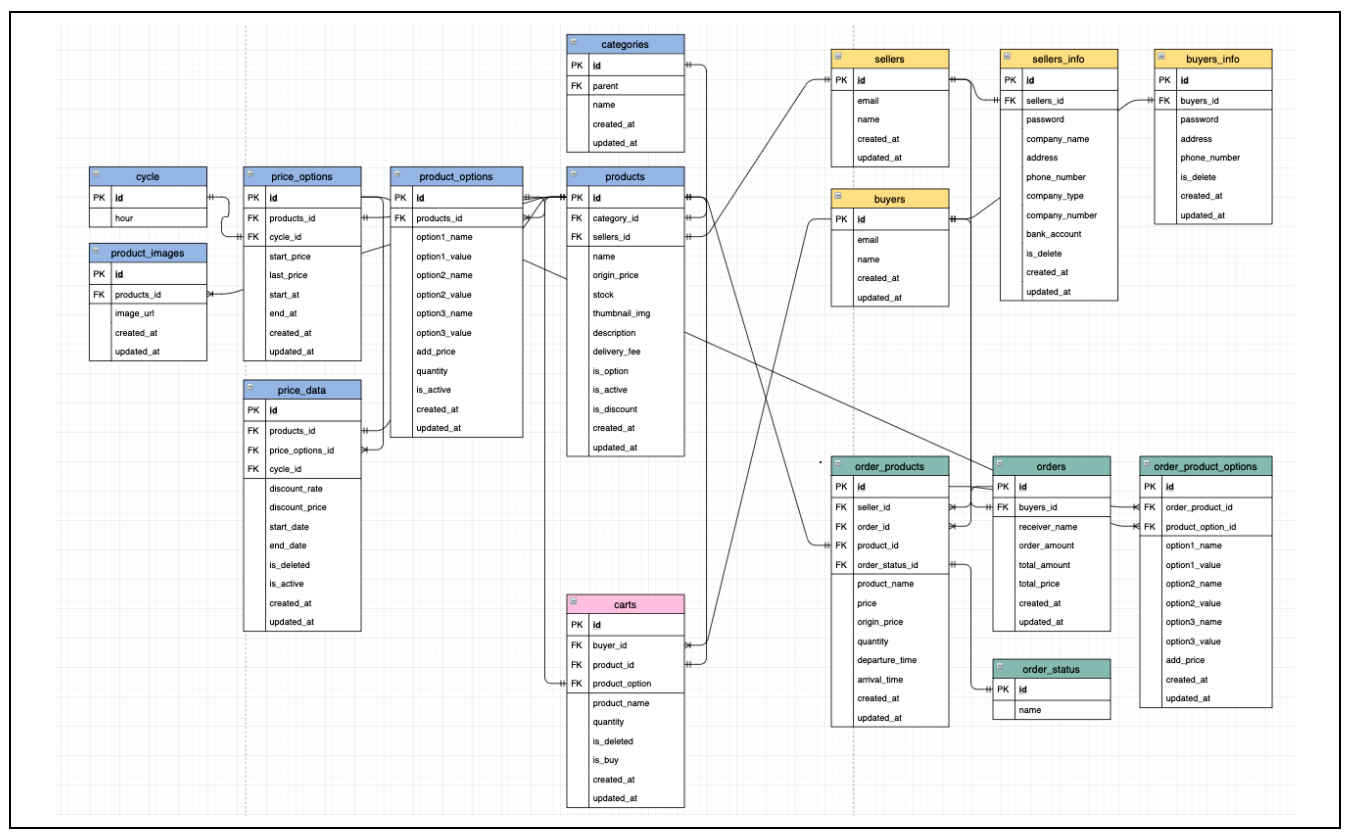 categories
PK id
FK parent
name
created_at
updated_at
sellers
PK id
email
name
created_at
updated_at
sellers_info
PK id
FK sellers_id
password
company_name
address
phone_number
company_type
company_number
bank_account
is_delete
created_at
updated_at
buyers_info
PK id
FK buyers_id
password
address
phone_number
is_delete
created_at
updated_at
cycle
PK id
hour
price_options
PK id
FK products_id
FK cycle_id
start_price
last_price
start_at
end_at
created_at
updated_at
product_options
PK id
FK products_id
option1_name
option1_value
option2_name
option2_value
option3_name
option3_value
add_price
quantity
is_active
created_at
updated_at
products
PK id
FK category_id
FK sellers_id
name
origin_price
stock
thumbnail_img
description
delivery_fee
is_option
is_active
is_discount
created_at
updated_at
buyers
PK id
email
name
created_at
updated_at
product_images
PK id
FK products_id
image_url
created_at
updated_at
price_data
PK id
FK products_id
FK price_options_id
FK cycle_id
discount_rate
discount_price
start_date
end_date
is_deleted
is_active
created_at
updated_at
order_products
PK id
FK seller_id
FK order_id
FK product_id
FK order_status_id
product_name
price
origin_price
quantity
departure_time
arrival_time
created_at
updated_at
orders
PK id
FK buyers_id
receiver_name
order_amount
total_amount
total_price
created_at
updated_at
order_product_options
PK id
FK order_product_id
FK product_option_id
option1_name
option1_value
option2_name
option2_value
option3_name
option3_value
add_price
created_at
updated_at
carts
PK id
FK buyer_id
FK product_id
FK product_option
product_name
quantity
is_deleted
is_buy
created_at
updated_at
order_status
PK id
name